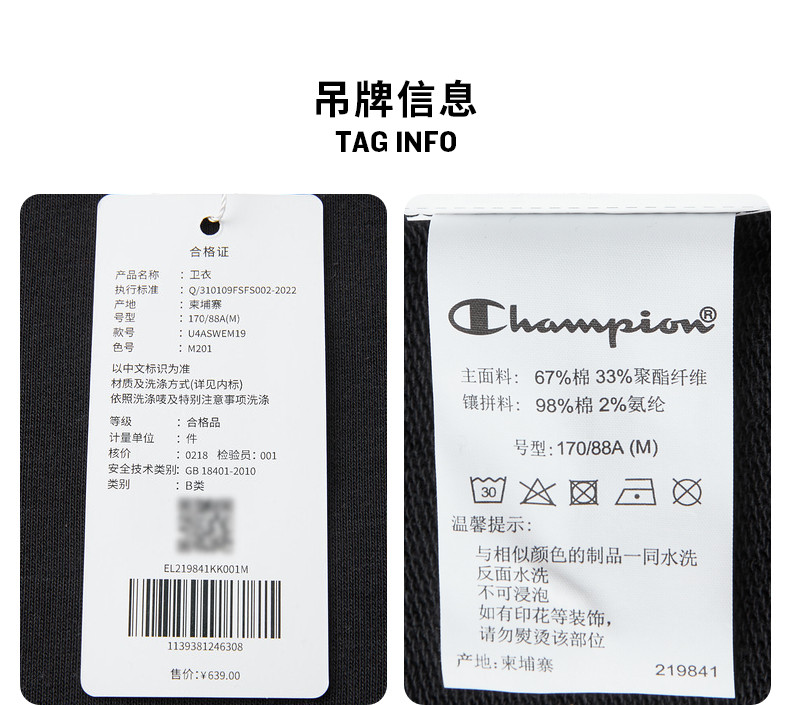 吊牌信息
TAG INFO
合格证
产品名称 : 卫衣
执行标准 : Q/310109FSFS002-2022
产地 : 柬埔寨
号型 : 170/88A(M)
款号 : U4ASWEM19
色号 : M201
以中文标识为准
材质及洗涤方式(详见内标)
依照洗涤唛及特别注意事项洗涤
等级 : 合格品
计量单位 : 件
核价 : 0218 检验员: 001
安全技术类别: GB 18401-2010
类别 : B类
EL219841KK001M
1139381246308
售价: ¥639.00
Champion®
主面料: 67%棉 33%聚酯纤维
镶拼料: 98%棉 2%氨纶
号型: 170/88A (M)
30
温馨提示:
与相似颜色的制品一同水洗
反面水洗
不可浸泡
如有印花等装饰,
请勿熨烫该部位
产地: 柬埔寨 219841